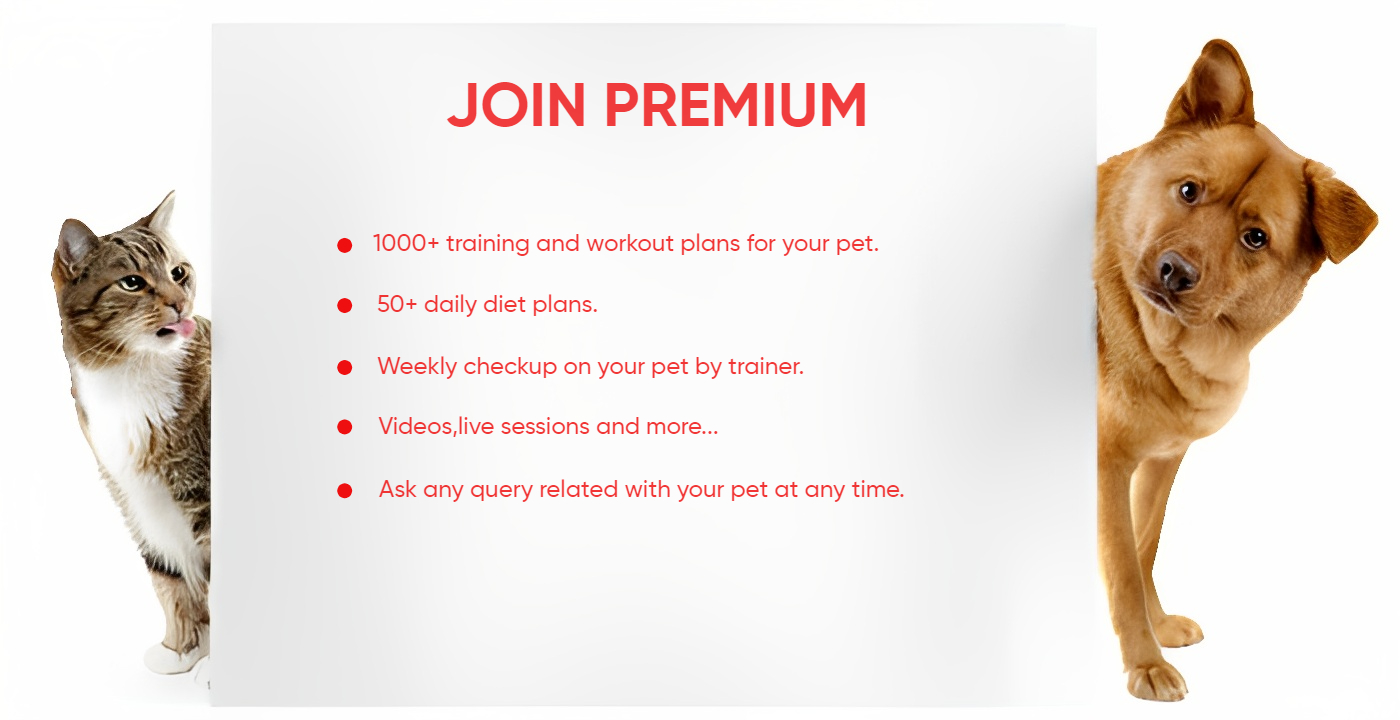 JOIN PREMIUM
1000+ training and workout plans for your pet.
50+ daily diet plans.
Weekly checkup on your pet by trainer.
Videos,live sessions and more...
Ask any query related with your pet at any time.